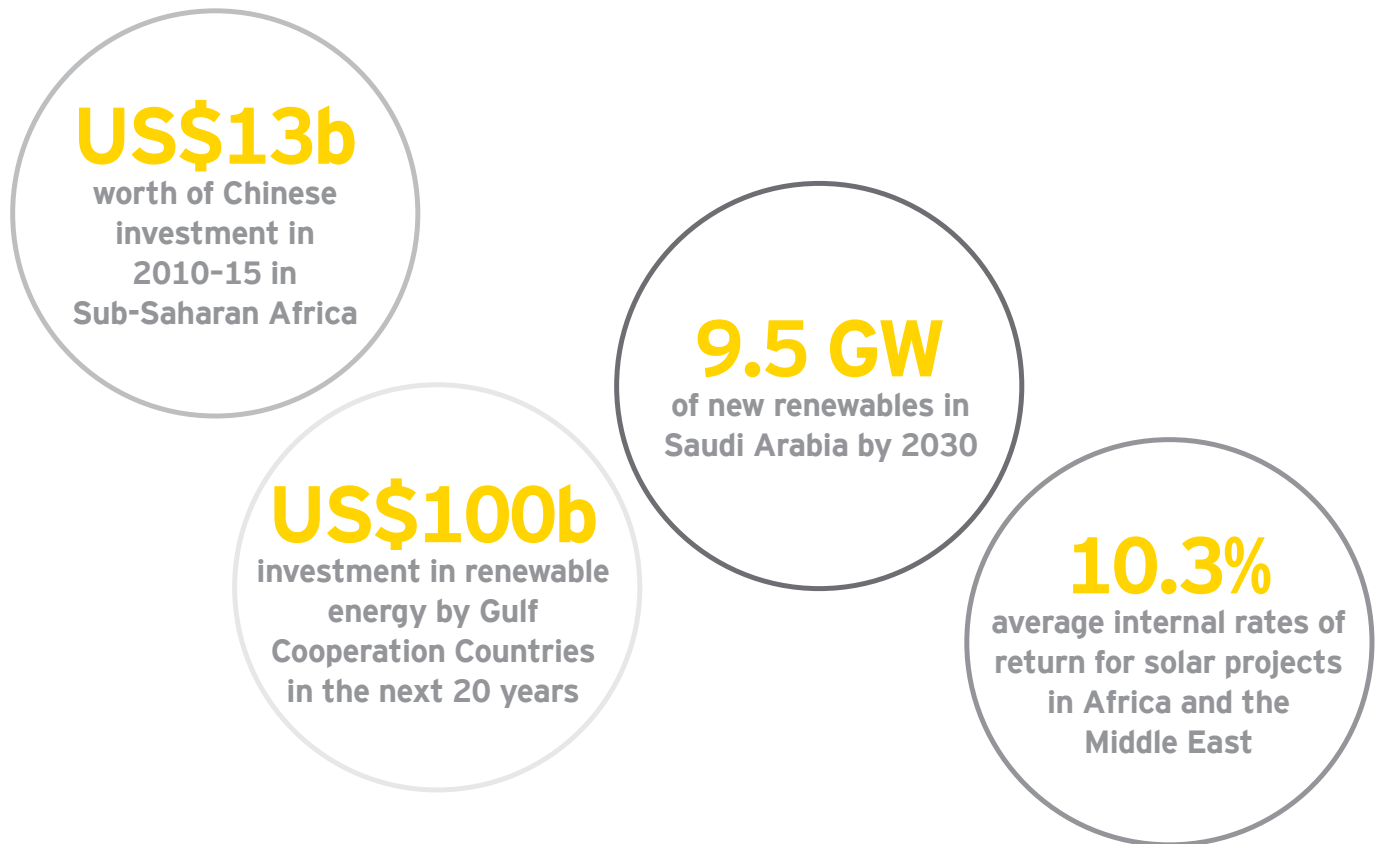 US$13b
worth of Chinese
investment in
2010–15 in
Sub-Saharan Africa
US$100b
investment in renewable
energy by Gulf
Cooperation Countries
in the next 20 years
9.5 GW
of new renewables in
Saudi Arabia by 2030
10.3%
average internal rates of
return for solar projects
in Africa and the
Middle East